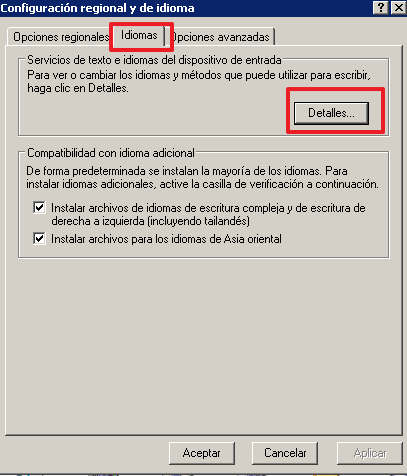 Configuración regional y de idioma
Opciones regionales Idiomas Opciones avanzadas
Servicios de texto e idiomas del dispositivo de entrada
Para ver o cambiar los idiomas y métodos que puede utilizar para escribir,
haga clic en Detalles.
Detalles...
Compatibilidad con idioma adicional
De forma predeterminada se instalan la mayoría de los idiomas. Para
instalar idiomas adicionales, active la casilla de verificación a continuación.
Instalar archivos de idiomas de escritura compleja y de escritura de
derecha a izquierda (incluyendo tailandés)
Instalar archivos para los idiomas de Asia oriental
Aceptar Cancelar Aplicar